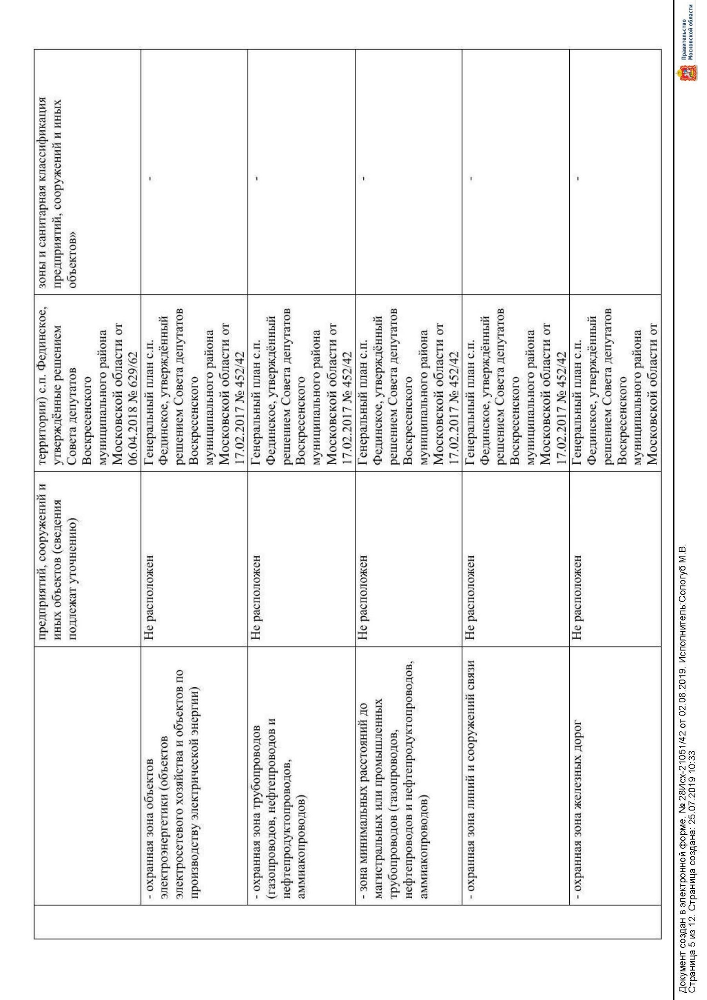 предприятий, сооружений и
иных объектов (сведения
подлежат уточнению)
территории) с.п. Фединское,
утверждённые решением
Совета депутатов
Воскресенского
муниципального района
Московской области от
06.04.2018 № 629/62
зоны и санитарная классификация
предприятий, сооружений и иных
объектов»
- охранная зона объектов
электроэнергетики (объектов
электросетевого хозяйства и объектов по
производству электрической энергии)
Не расположен
Генеральный план с.п.
Фединское, утверждённый
решением Совета депутатов
Воскресенского
муниципального района
Московской области от
17.02.2017 № 452/42
-
- охранная зона трубопроводов
(газопроводов, нефтепроводов и
нефтепродуктопроводов,
аммиакопроводов)
Не расположен
Генеральный план с.п.
Фединское, утверждённый
решением Совета депутатов
Воскресенского
муниципального района
Московской области от
17.02.2017 № 452/42
-
- зона минимальных расстояний до
магистральных или промышленных
трубопроводов (газопроводов,
нефтепроводов и нефтепродуктопроводов,
аммиакопроводов)
Не расположен
Генеральный план с.п.
Фединское, утверждённый
решением Совета депутатов
Воскресенского
муниципального района
Московской области от
17.02.2017 № 452/42
-
- охранная зона линий и сооружений связи
Не расположен
Генеральный план с.п.
Фединское, утверждённый
решением Совета депутатов
Воскресенского
муниципального района
Московской области от
17.02.2017 № 452/42
-
- охранная зона железных дорог
Не расположен
Генеральный план с.п.
Фединское, утверждённый
решением Совета депутатов
Воскресенского
муниципального района
Московской области от
-
Документ создан в электронной форме. № 28Исх-21051/42 от 02.08.2019. Исполнитель:Сологуб М.В.
Страница 5 из 12. Страница создана: 25.07.2019 10:33
Правительство
Московской области